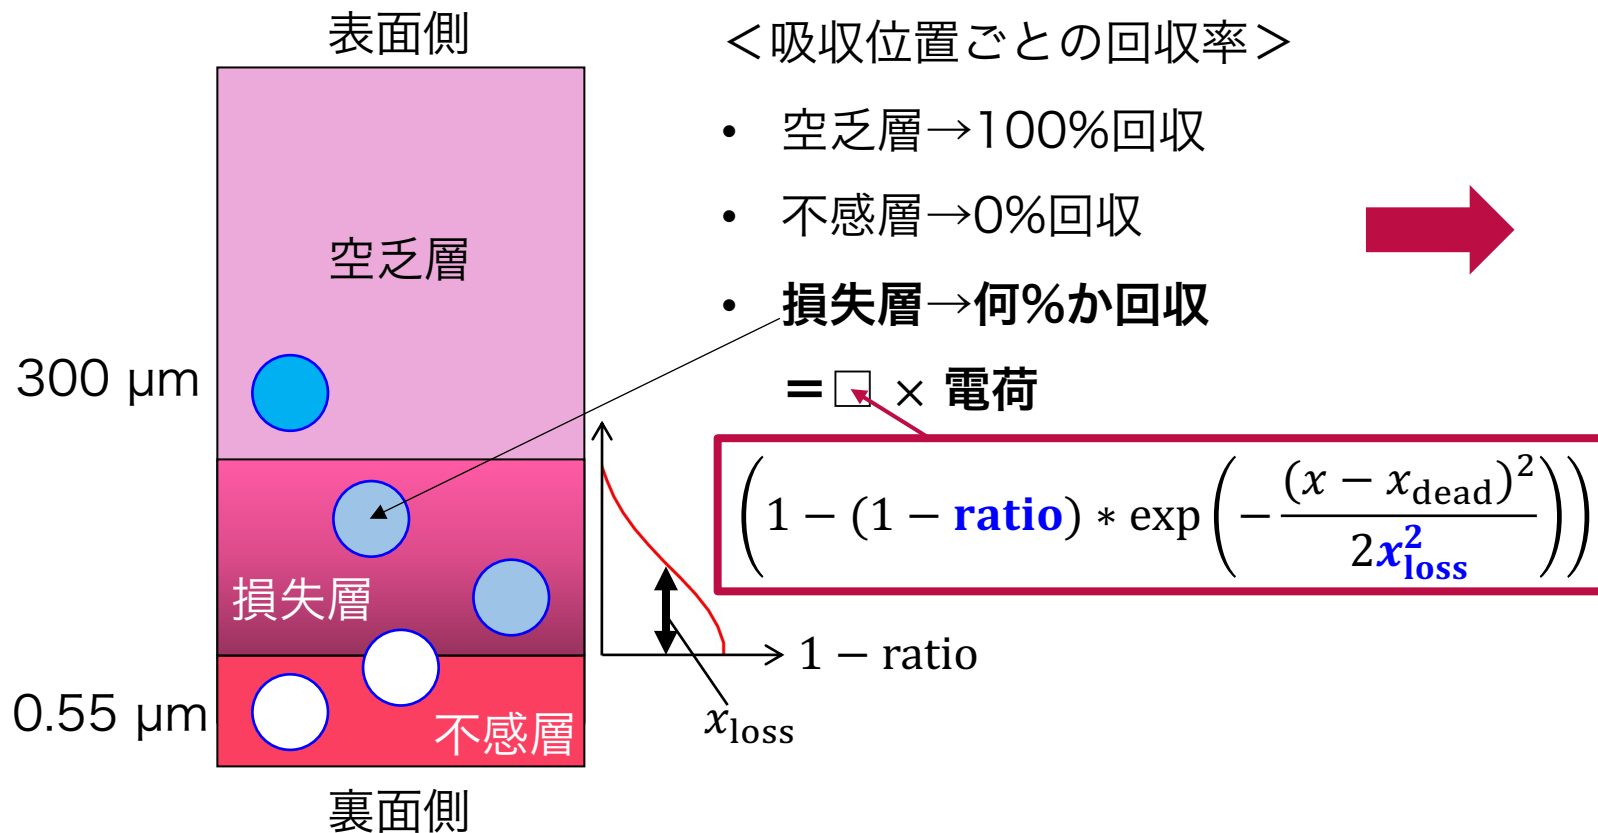 表面側
空乏層
300 μm
損失層
0.55 μm
不感層
裏面側
＜吸収位置ごとの回収率＞
• 空乏層→100%回収
• 不感層→0%回収
• 損失層→何%か回収
＝□ × 電荷
(1 − (1 − ratio) ∗ exp(−(x − x_dead)^2 / 2x_loss^2))
1 − ratio
x_loss